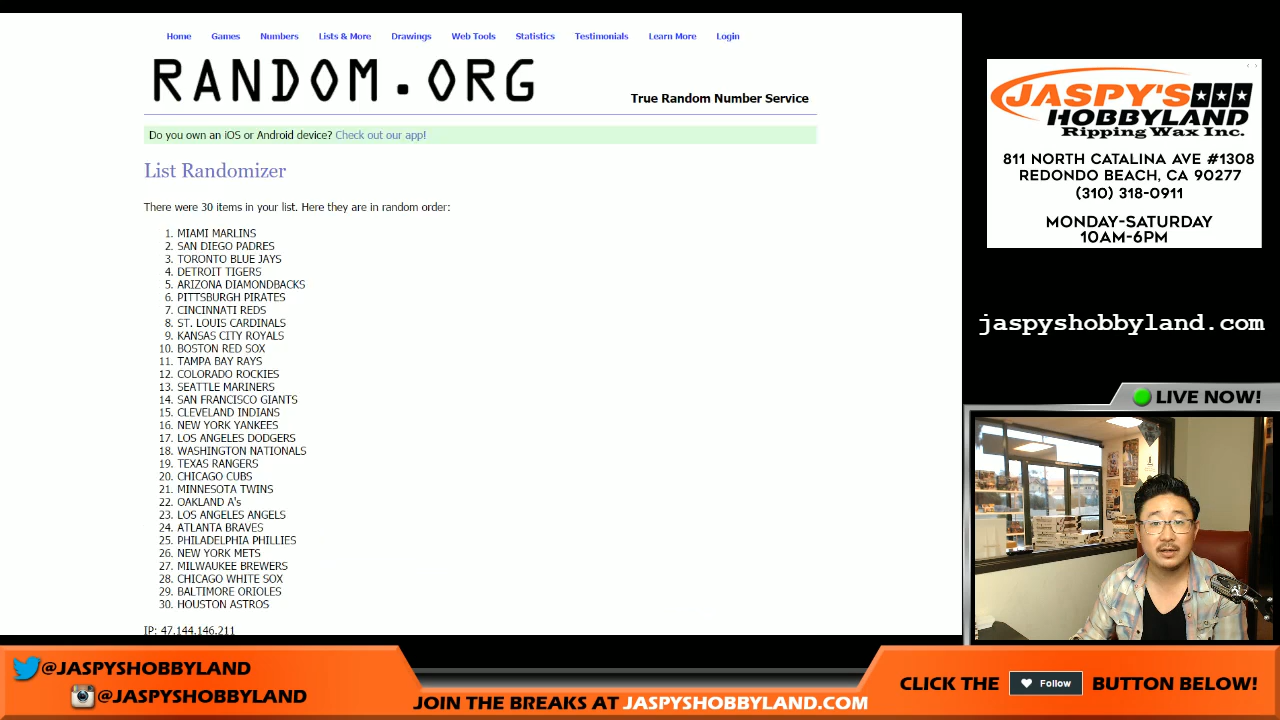 Home Games Numbers Lists & More Drawings Web Tools Statistics Testimonials Learn More Login
RANDOM.ORG
True Random Number Service
Do you own an iOS or Android device? Check out our app!
List Randomizer
There were 30 items in your list. Here they are in random order:
1. MIAMI MARLINS
2. SAN DIEGO PADRES
3. TORONTO BLUE JAYS
4. DETROIT TIGERS
5. ARIZONA DIAMONDBACKS
6. PITTSBURGH PIRATES
7. CINCINNATI REDS
8. ST. LOUIS CARDINALS
9. KANSAS CITY ROYALS
10. BOSTON RED SOX
11. TAMPA BAY RAYS
12. COLORADO ROCKIES
13. SEATTLE MARINERS
14. SAN FRANCISCO GIANTS
15. CLEVELAND INDIANS
16. NEW YORK YANKEES
17. LOS ANGELES DODGERS
18. WASHINGTON NATIONALS
19. TEXAS RANGERS
20. CHICAGO CUBS
21. MINNESOTA TWINS
22. OAKLAND A's
23. LOS ANGELS ANGELS
24. ATLANTA BRAVES
25. PHILADELPHIA PHILLIES
26. NEW YORK METS
27. MILWAUKEE BREWERS
28. CHICAGO WHITE SOX
29. BALTIMORE ORIOLES
30. HOUSTON ASTROS
IP: 47.144.146.211
JASPY'S
HOBBYLAND
Ripping Wax Inc.
811 NORTH CATALINA AVE #1308
REDONDO BEACH, CA 90277
(310) 318-0911
MONDAY-SATURDAY
10AM-6PM
jaspyshobbyland.com
LIVE NOW!
@JASPYSHOBBYLAND
@JASPYSHOBBYLAND
JOIN THE BREAKS AT JASPYSHOBBYLAND.COM
CLICK THE Follow BUTTON BELOW!